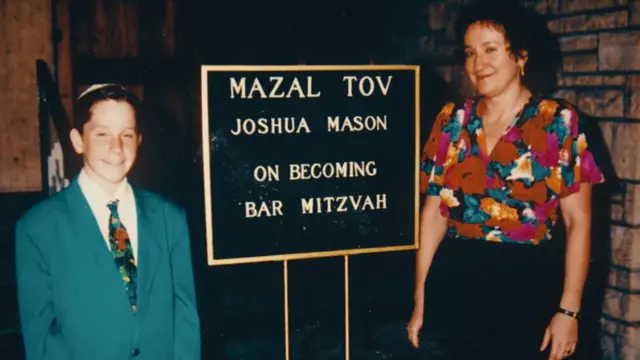 MAZAL TOV
JOSHUA MASON
ON BECOMING
BAR MITZVAH